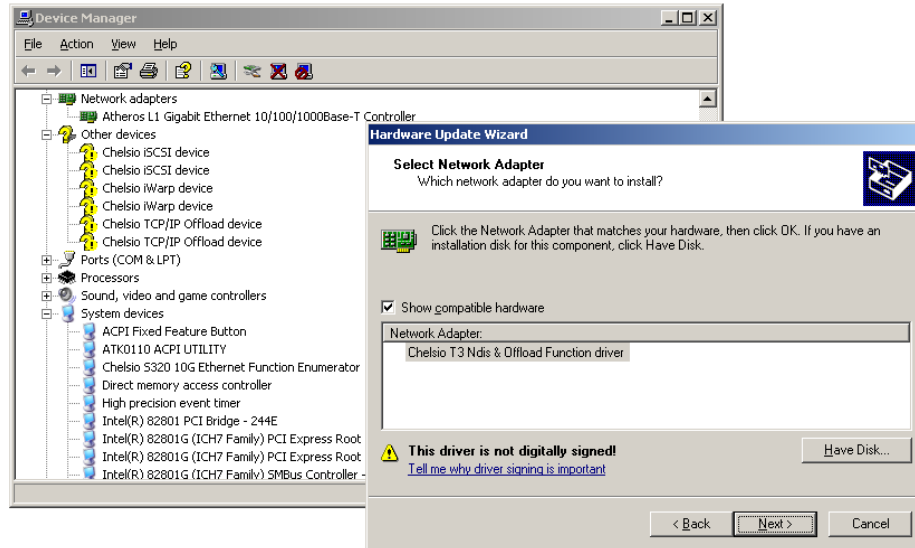 Device Manager
File Action View Help
Network adapters
Atheros L1 Gigabit Ethernet 10/100/1000Base-T Controller
Other devices
Chelsio iSCSI device
Chelsio iSCSI device
Chelsio iWarp device
Chelsio iWarp device
Chelsio TCP/IP Offload device
Chelsio TCP/IP Offload device
Ports (COM & LPT)
Processors
Sound, video and game controllers
System devices
ACPI Fixed Feature Button
ATK0110 ACPI UTILITY
Chelsio S320 10G Ethernet Function Enumerator
Direct memory access controller
High precision event timer
Intel(R) 82801 PCI Bridge - 244E
Intel(R) 82801G (ICH7 Family) PCI Express Root
Intel(R) 82801G (ICH7 Family) PCI Express Root
Intel(R) 82801G (ICH7 Family) SMBus Controller -
Hardware Update Wizard
Select Network Adapter
Which network adapter do you want to install?
Click the Network Adapter that matches your hardware, then click OK. If you have an
installation disk for this component, click Have Disk.
Show compatible hardware
Network Adapter:
Chelsio T3 Ndis & Offload Function driver
This driver is not digitally signed!
Have Disk...
Tell me why driver signing is important
< Back Next > Cancel